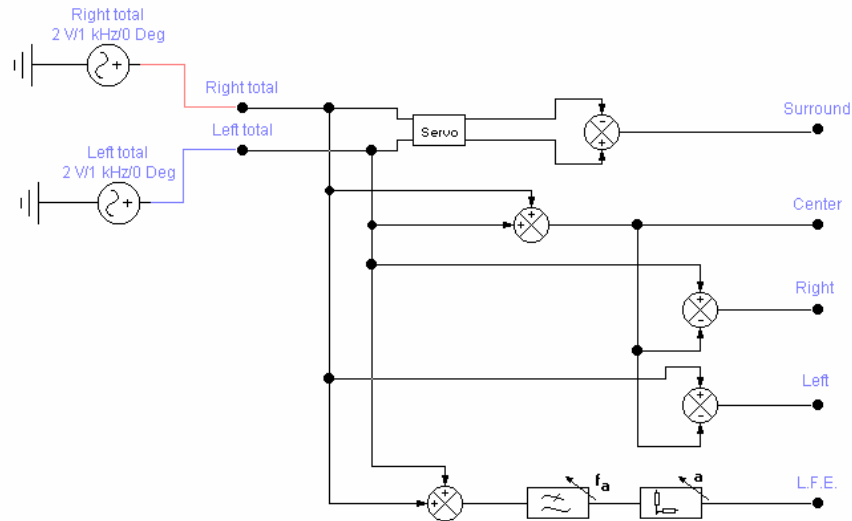 Right total
2 V/1 kHz/0 Deg
Right total
Left total
Left total
2 V/1 kHz/0 Deg
Servo
Surround
Center
Right
Left
f a
a
L.F.E.